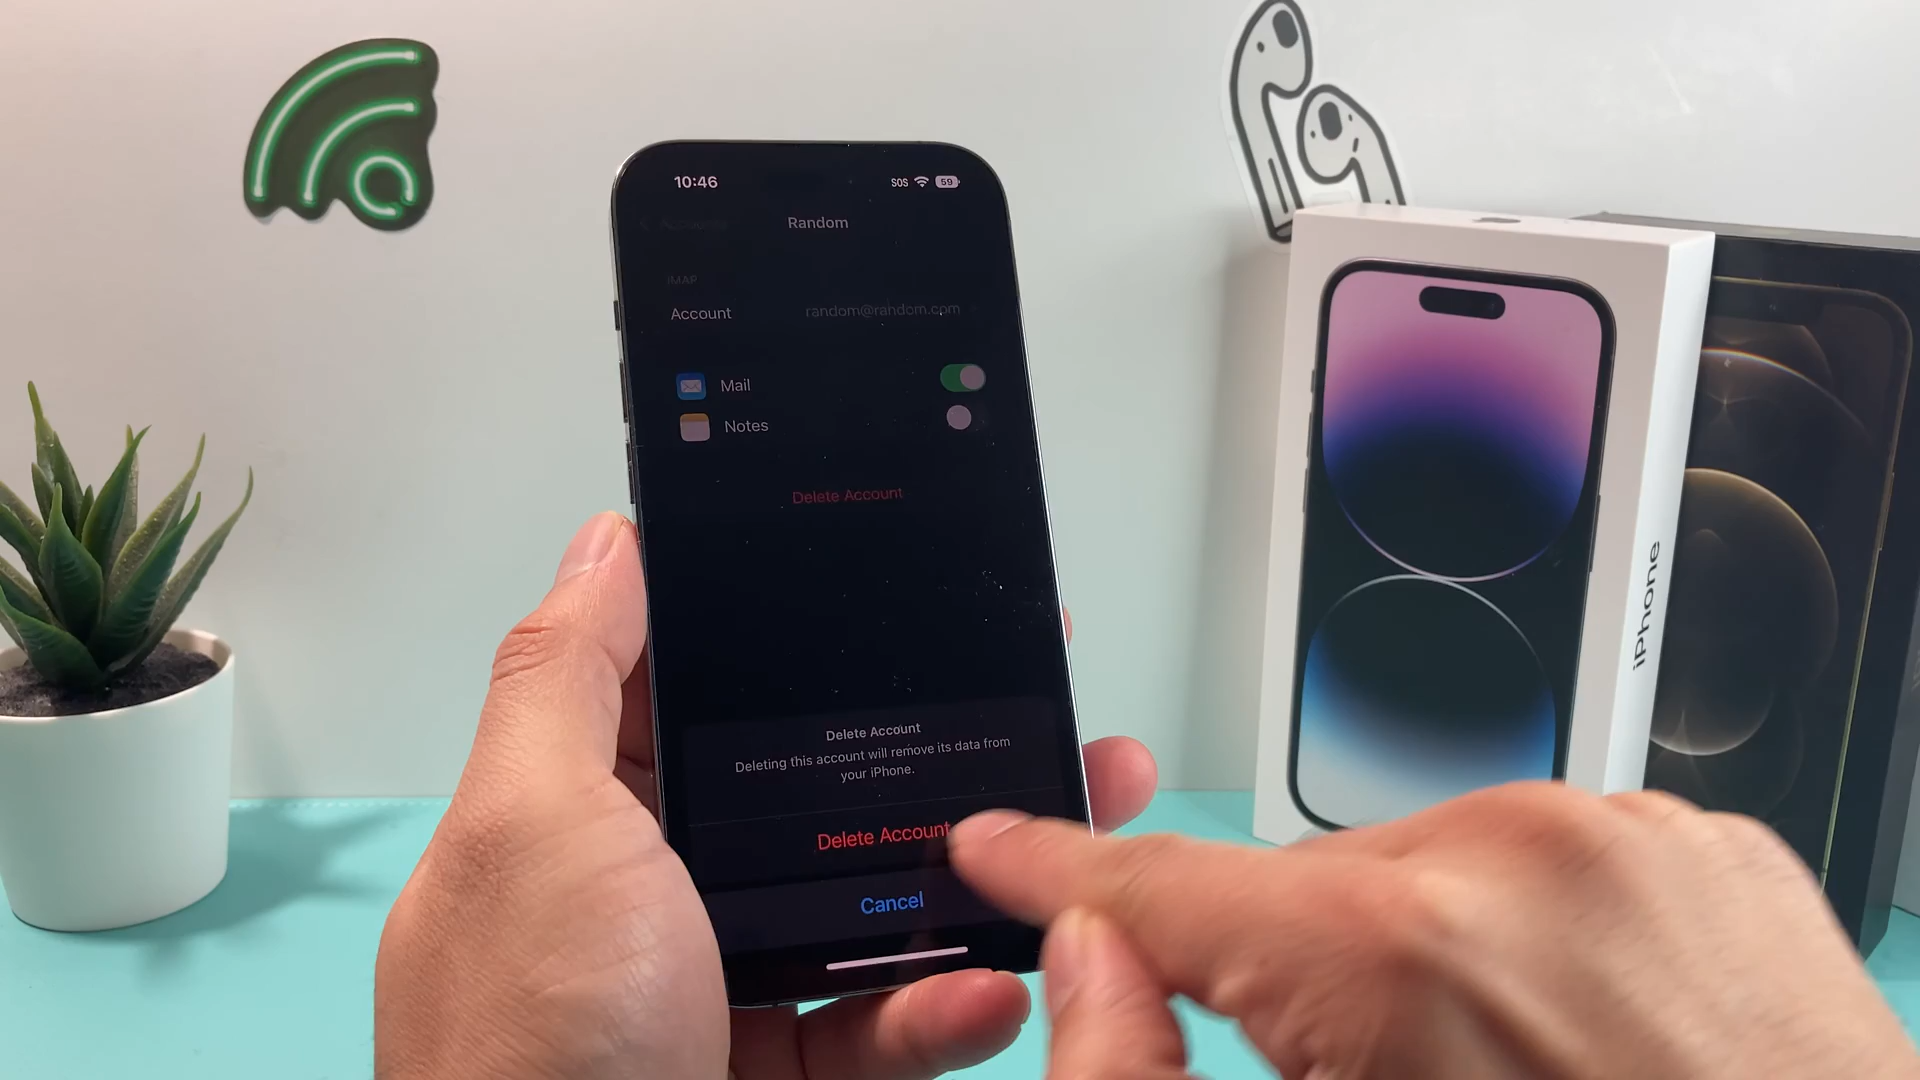 10:46
SOS
59
Accounts
Random
IMAP
Account random@random.com
Mail
Notes
Delete Account
Delete Account
Deleting this account will remove its data from
your iPhone.
Delete Account
Cancel
iPhone